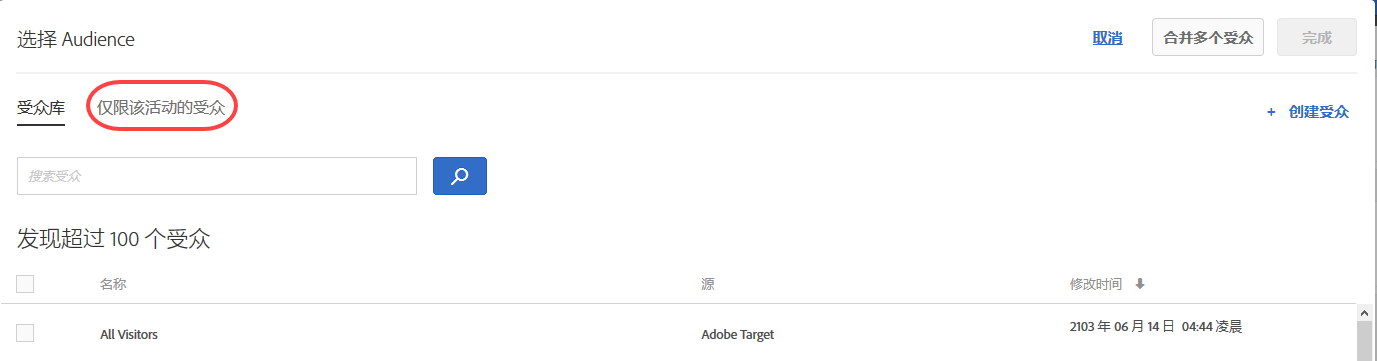 选择 Audience
取消
合并多个受众
完成
受众库
仅限该活动的受众
+ 创建受众
搜索受众
发现超过 100 个受众
名称
源
修改时间
All Visitors
Adobe Target
2103 年 06 月 14 日 04:44 凌晨